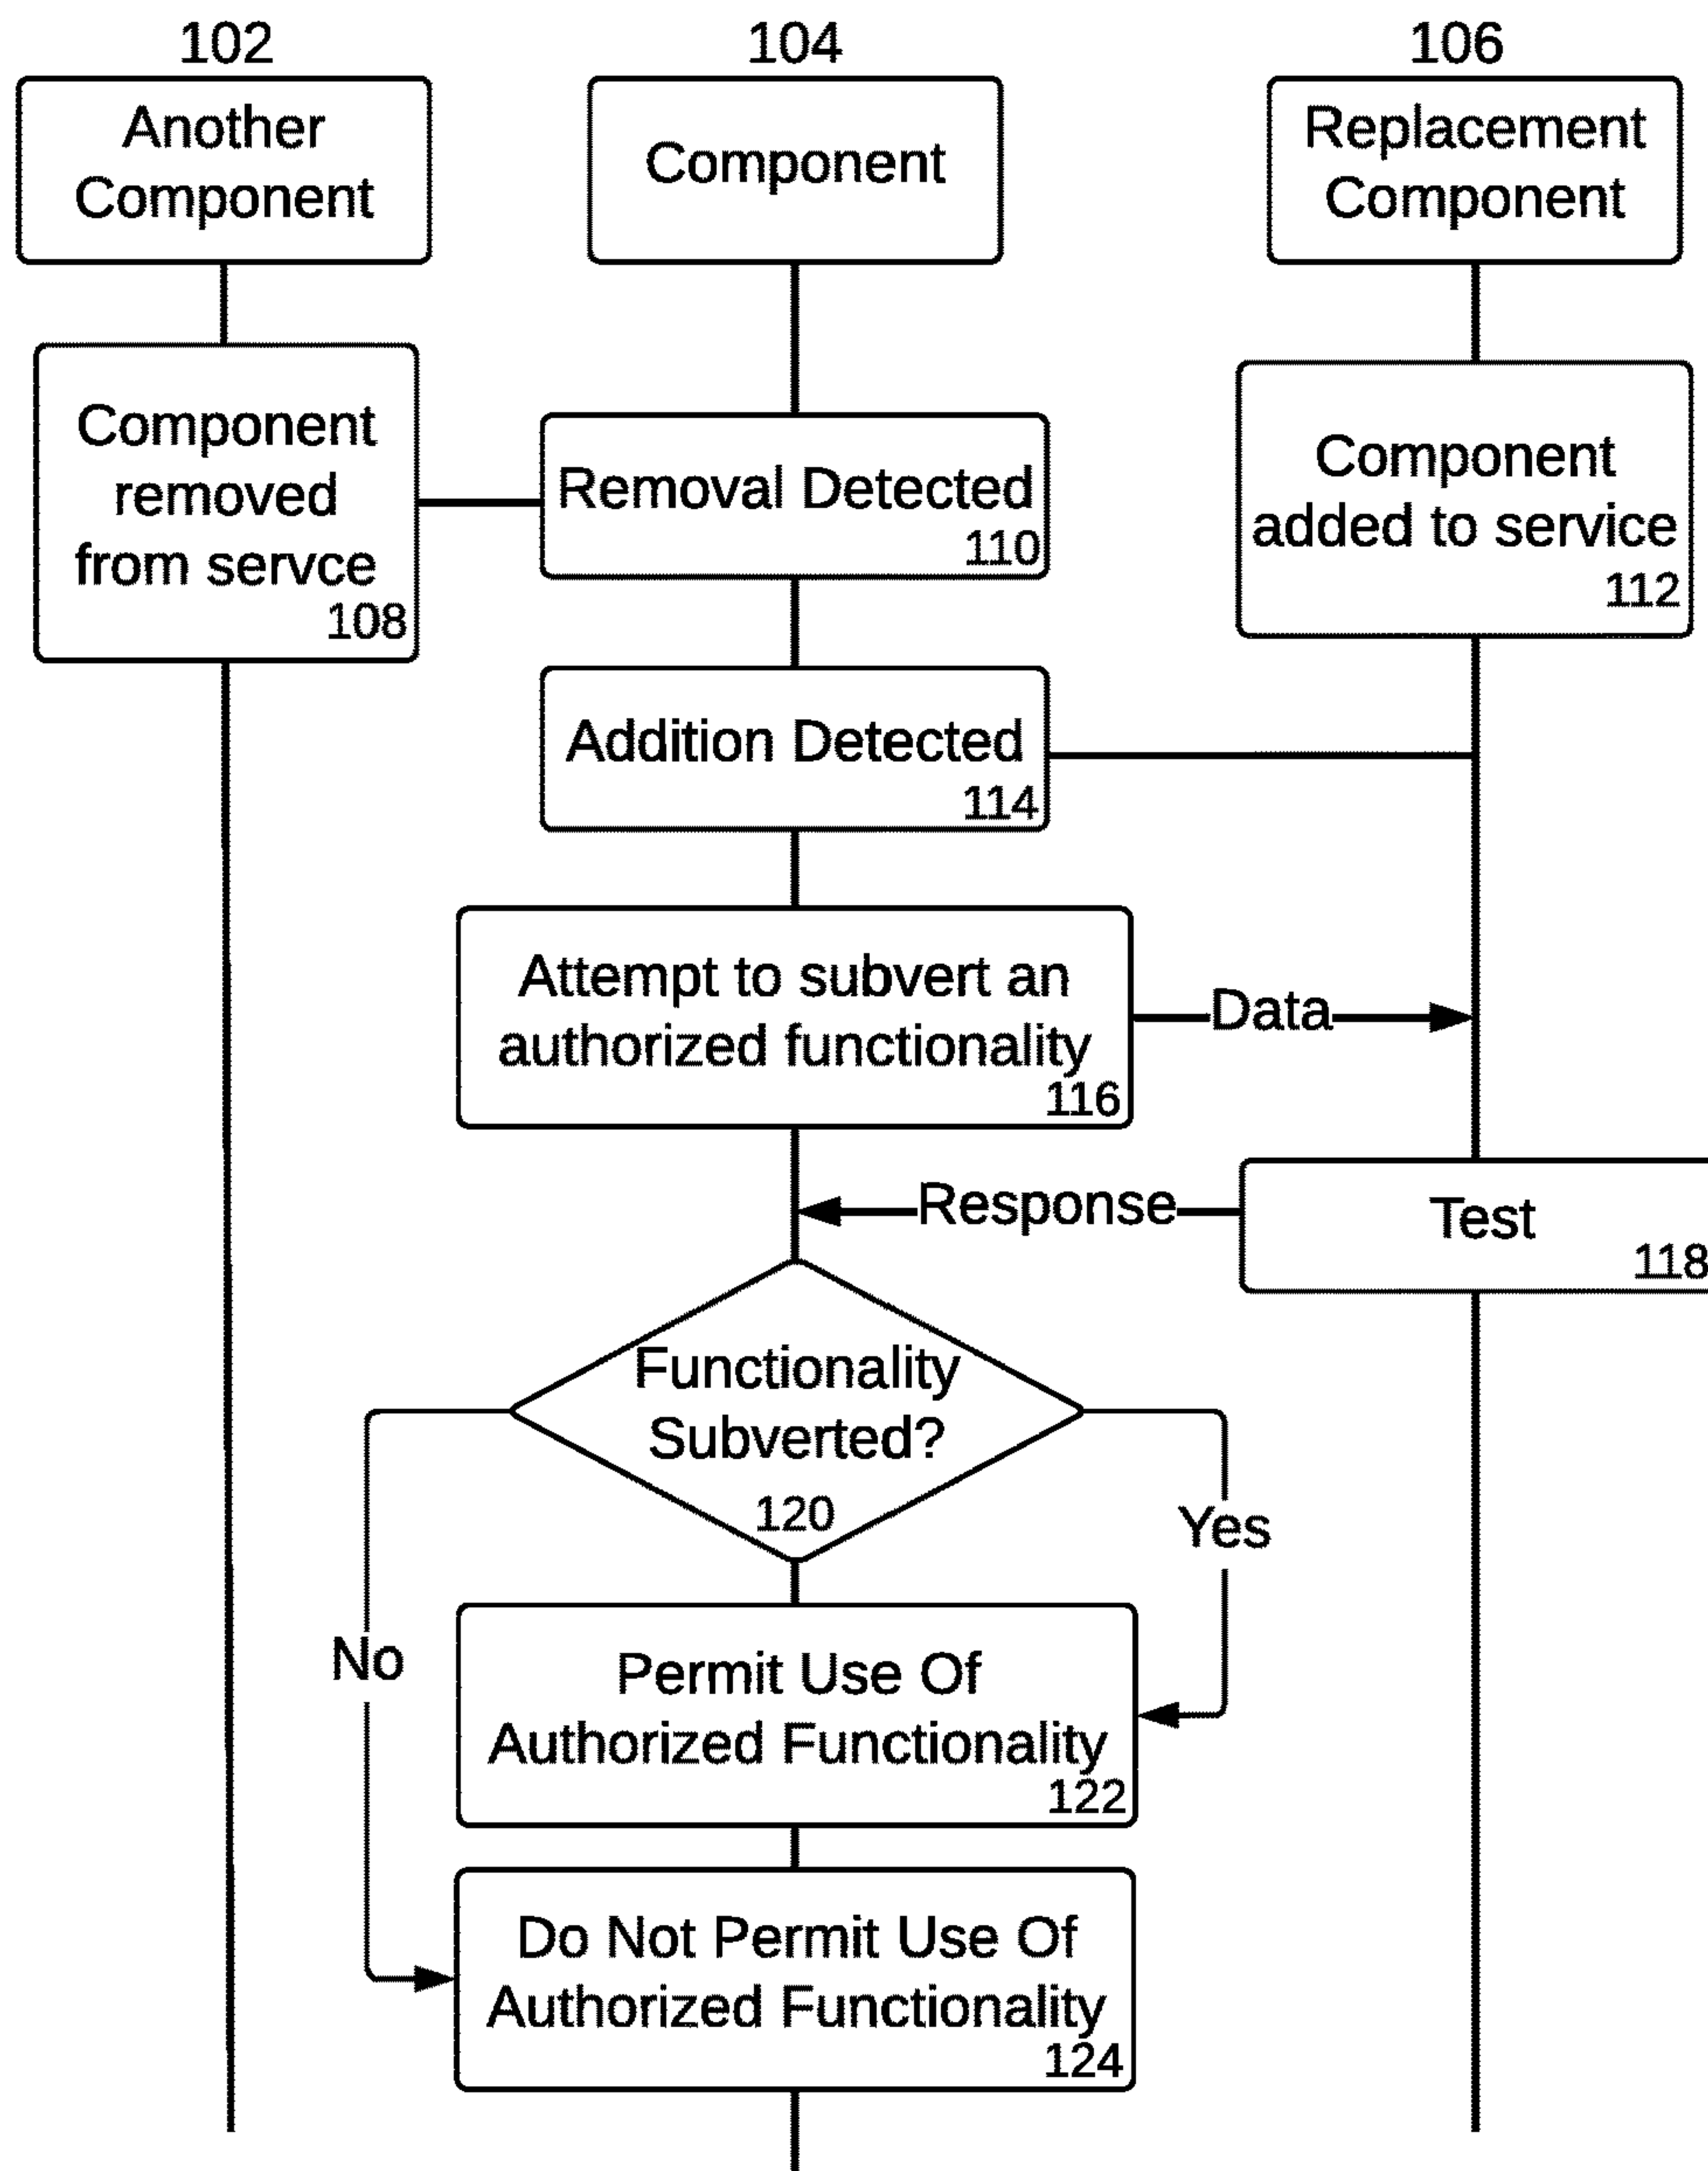 102
104
106
Another
Component
Component
Replacement
Component
Component
removed
from servce
108
Removal Detected
110
Component
added to service
112
Addition Detected
114
Attempt to subvert an
authorized functionality
116
Data
Response
Test
118
Functionality
Subverted?
120
Yes
No
Permit Use Of
Authorized Functionality
122
Do Not Permit Use Of
Authorized Functionality
124